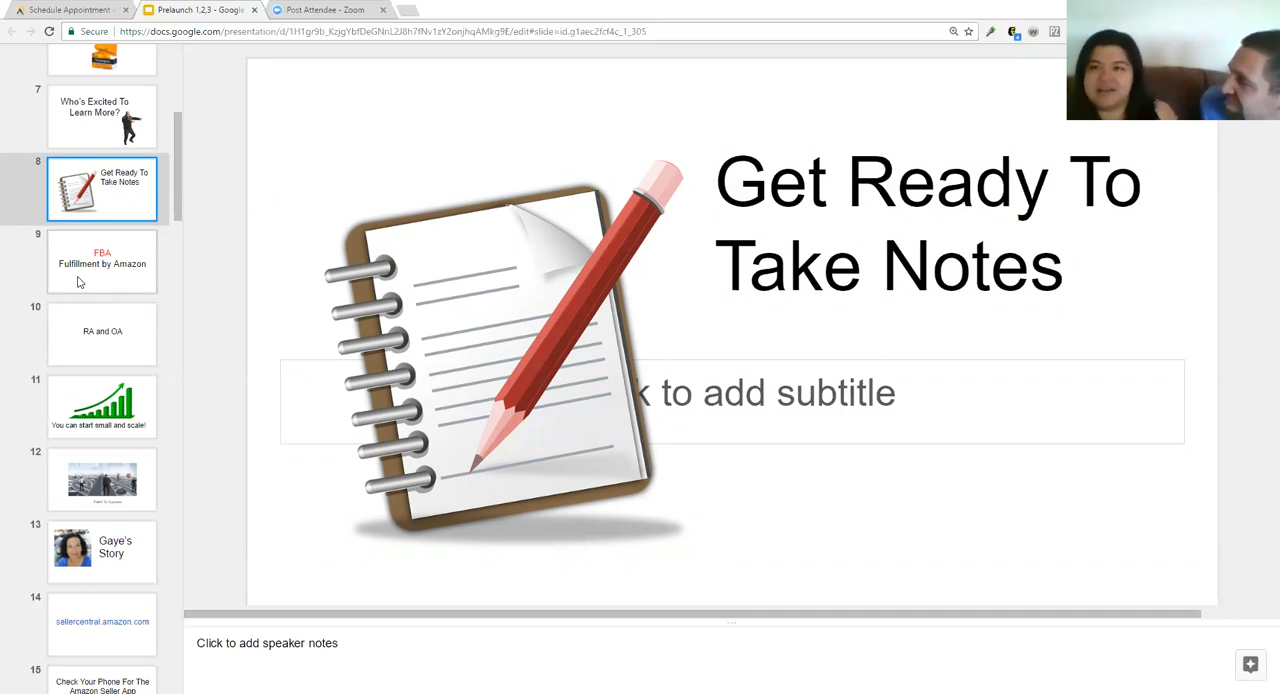 Schedule Appointment
Prelaunch 1,2,3 - Google
Post Attendee - Zoom
Secure
https://docs.google.com/presentation/d/1H1gr9b_KzjgYbfDeGNnL2J8h7fNv1zY2onjhqAMkg9E/edit#slide=id.g1aec2fcf4c_1_305
7
Who's Excited To
Learn More?
8
Get Ready To
Take Notes
9
FBA
Fulfillment by Amazon
10
RA and OA
11
You can start small and scale!
12
13
Gaye's
Story
14
sellercentral.amazon.com
15
Check Your Phone For The
Amazon Seller App
Get Ready To
Take Notes
k to add subtitle
Click to add speaker notes